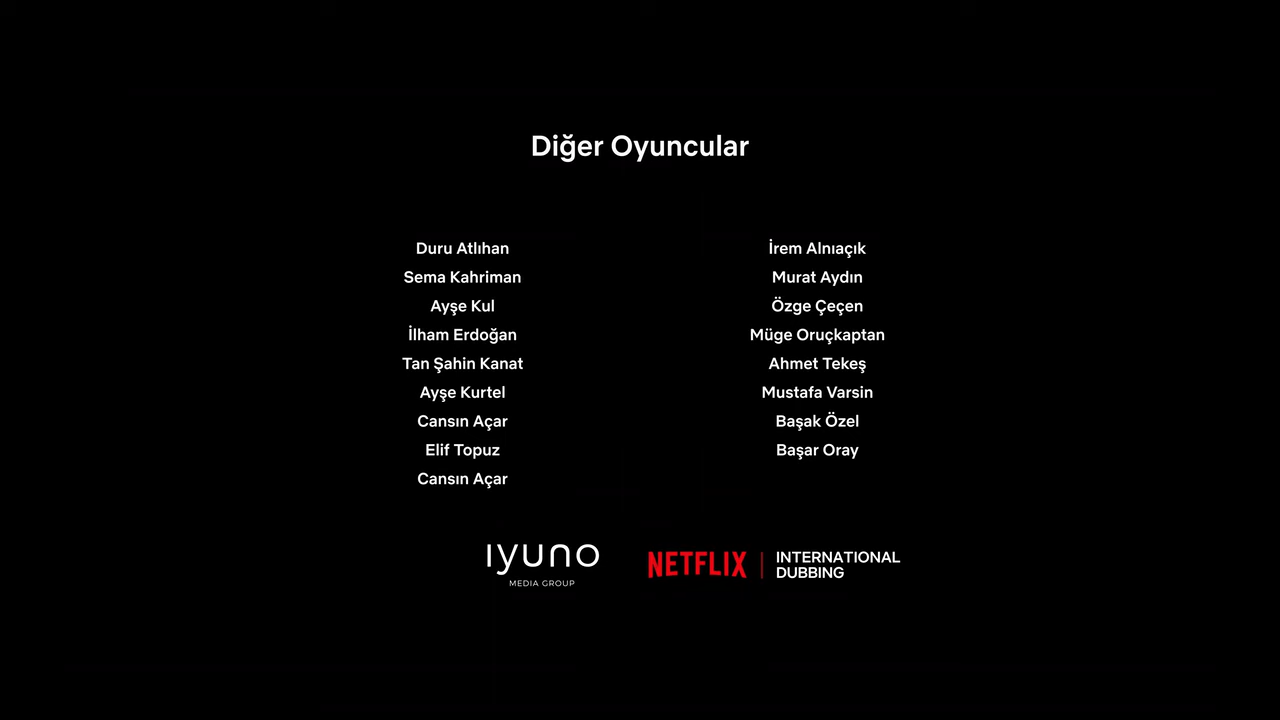 Diğer Oyuncular
Duru Atlıhan
Sema Kahriman
Ayşe Kul
İlham Erdoğan
Tan Şahin Kanat
Ayşe Kurtel
Cansın Açar
Elif Topuz
Cansın Açar
İrem Alnıaçık
Murat Aydın
Özge Çeçen
Müge Oruçkaptan
Ahmet Tekeş
Mustafa Varsin
Başak Özel
Başar Oray
ıyuno
MEDIA GROUP
NETFLIX
INTERNATIONAL
DUBBING